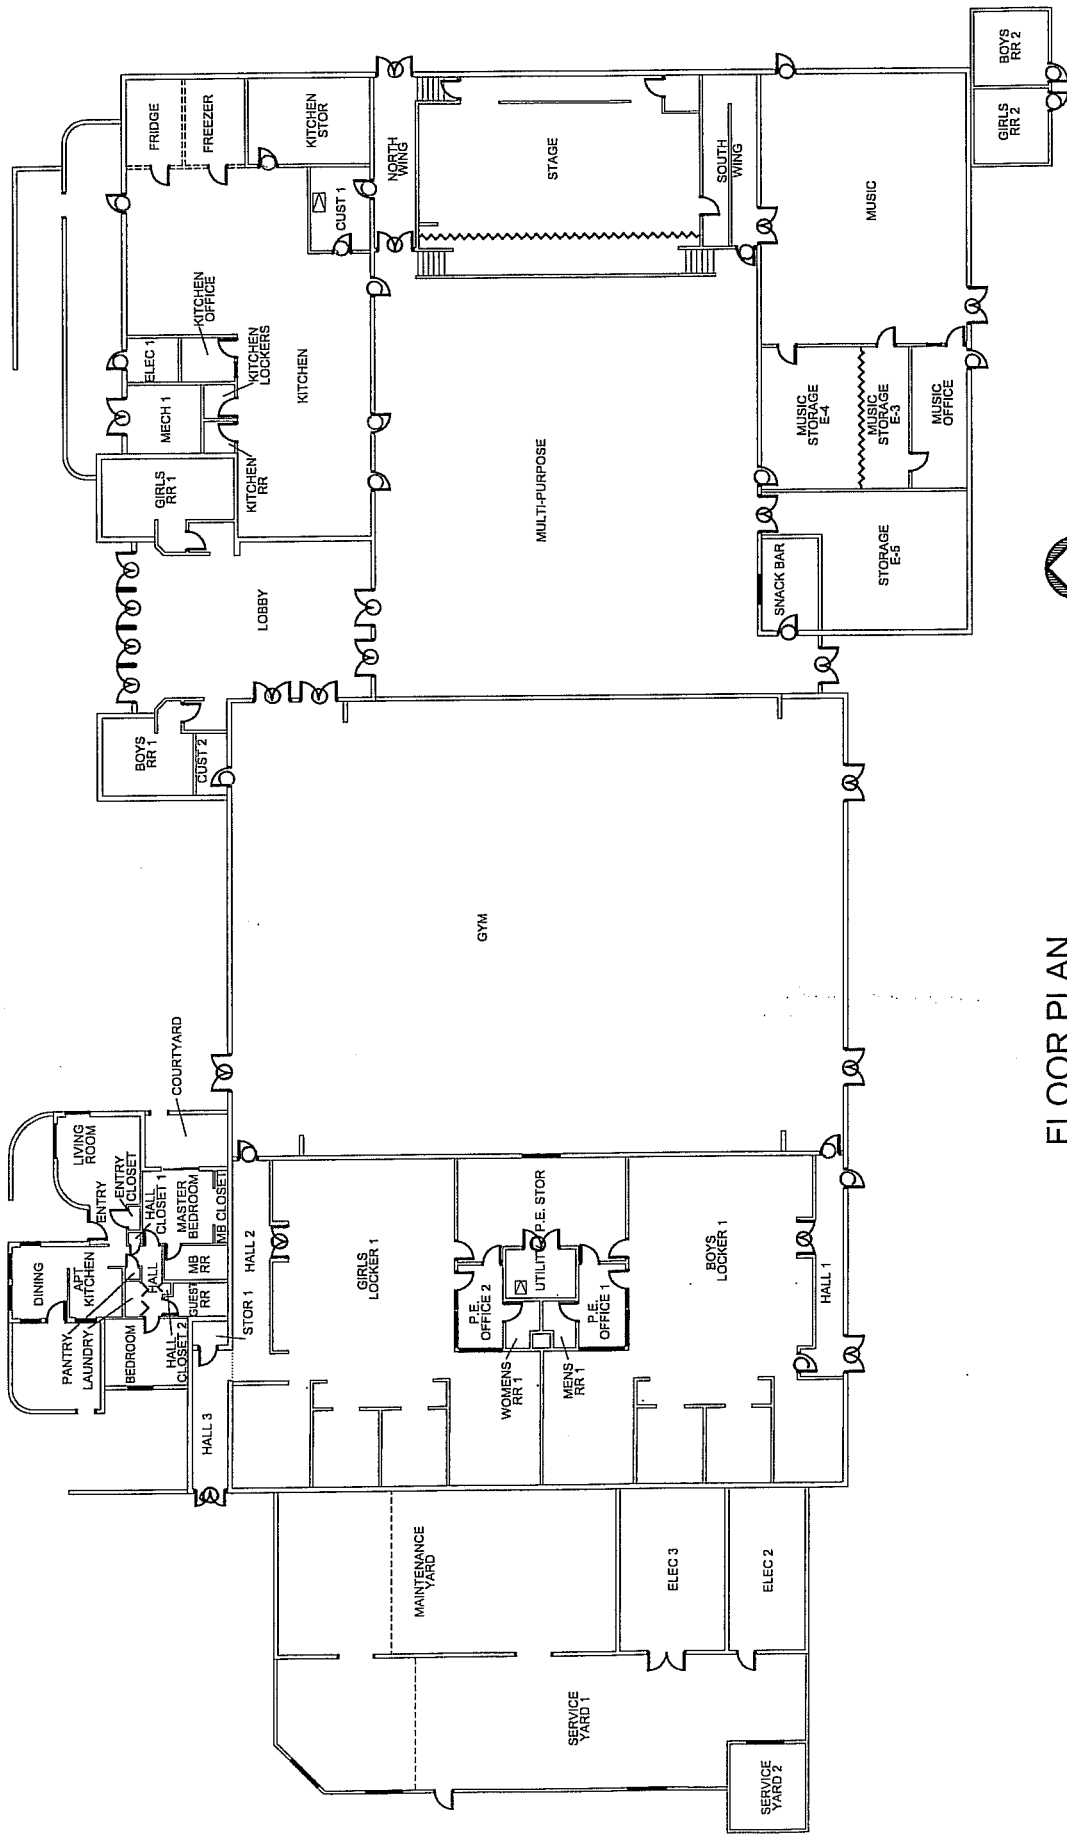 FRIDGE
FREEZER
KITCHEN
STOR
CUST 1
NORTH
WING
STAGE
SOUTH
WING
MUSIC
GIRLS
RR 2
BOYS
RR 2
KITCHEN
OFFICE
ELEC 1
KITCHEN
LOCKERS
MECH 1
KITCHEN
KITCHEN
RR
GIRLS
RR 1
MUSIC
STORAGE
E-4
MUSIC
STORAGE
E-3
MUSIC
OFFICE
MULTI-PURPOSE
LOBBY
SNACK BAR
STORAGE
E-5
BOYS
RR 1
CUST 2
GYM
COURTYARD
LIVING
ROOM
ENTRY
ENTRY
CLOSET
HALL
CLOSET 1
MASTER
BEDROOM
MB CLOSET
DINING
APT
KITCHEN
HALL
MB
RR
GUEST
RR
PANTRY
LAUNDRY
BEDROOM
HALL
CLOSET 2
STOR 1
HALL 2
HALL 3
GIRLS
LOCKER 1
P.E. STOR
UTILITY
P.E.
OFFICE 2
P.E.
OFFICE 1
WOMENS
RR 1
MENS
RR 1
BOYS
LOCKER 1
HALL 1
MAINTENANCE
YARD
ELEC 3
ELEC 2
SERVICE
YARD 1
SERVICE
YARD 2
FLOOR PLAN